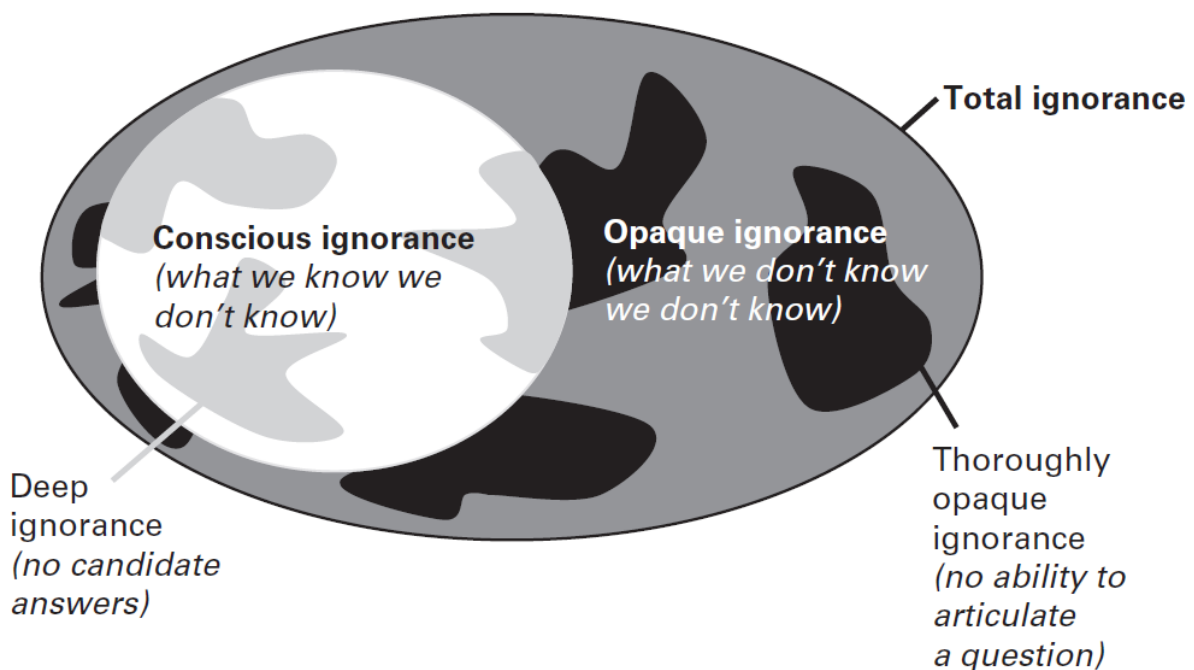 Total ignorance
Conscious ignorance
(what we know we
don’t know)
Opaque ignorance
(what we don’t know
we don’t know)
Deep
ignorance
(no candidate
answers)
Thoroughly
opaque
ignorance
(no ability to
articulate
a question)